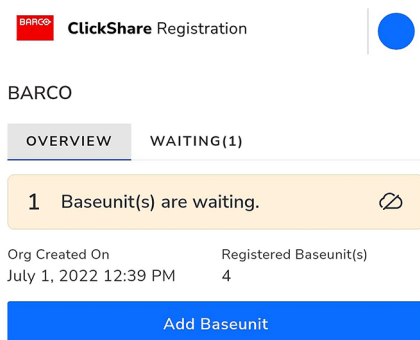 BARCO ClickShare Registration
BARCO
OVERVIEW WAITING(1)
1 Baseunit(s) are waiting.
Org Created On Registered Baseunit(s)
July 1, 2022 12:39 PM 4
Add Baseunit